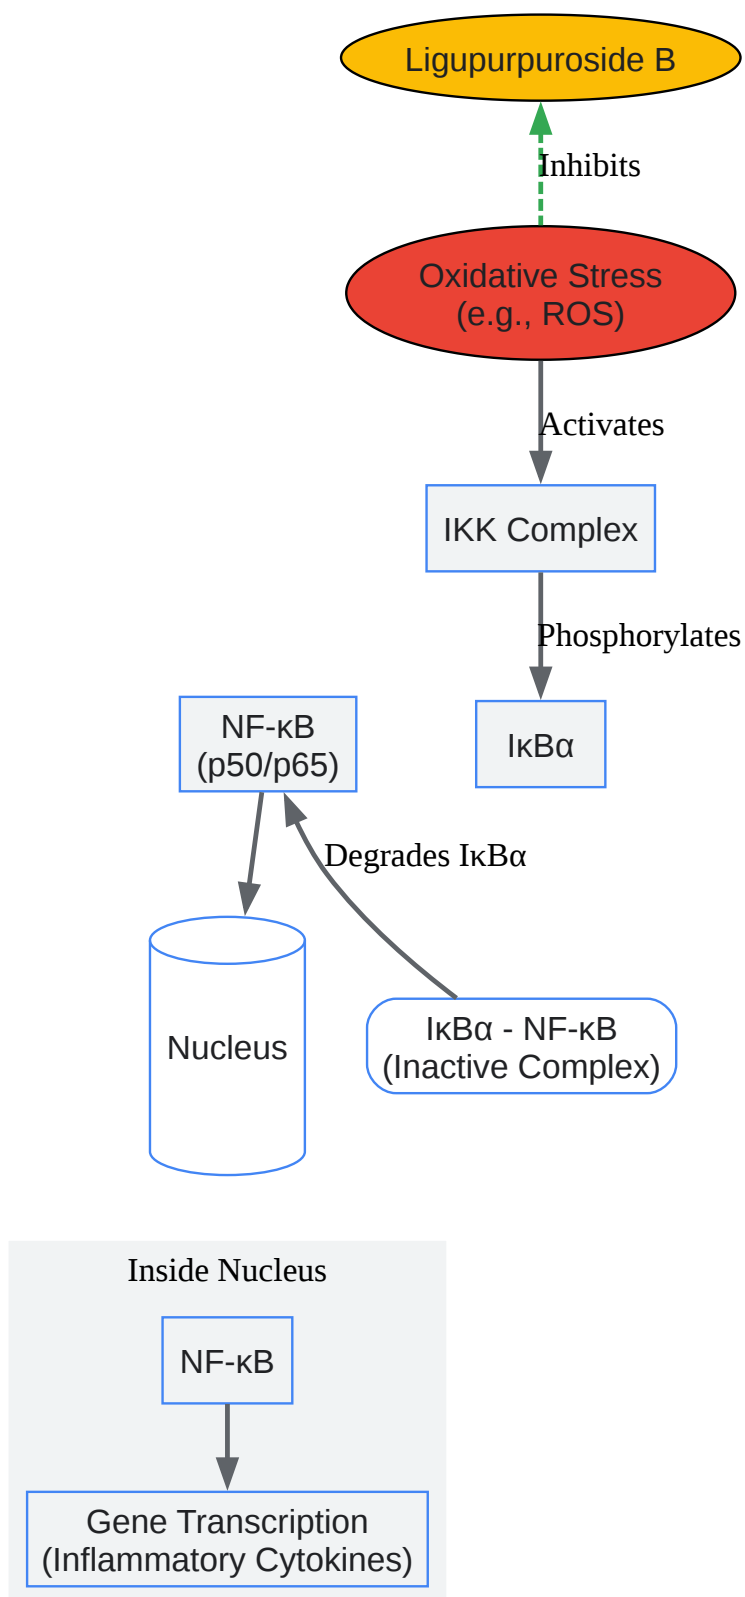 Ligupurpuroside B
Inhibits
Oxidative Stress
(e.g., ROS)
Activates
IKK Complex
Phosphorylates
NF-κB
(p50/p65)
IκBα
Degrades IκBα
Nucleus
IκBα - NF-κB
(Inactive Complex)
Inside Nucleus
NF-κB
Gene Transcription
(Inflammatory Cytokines)